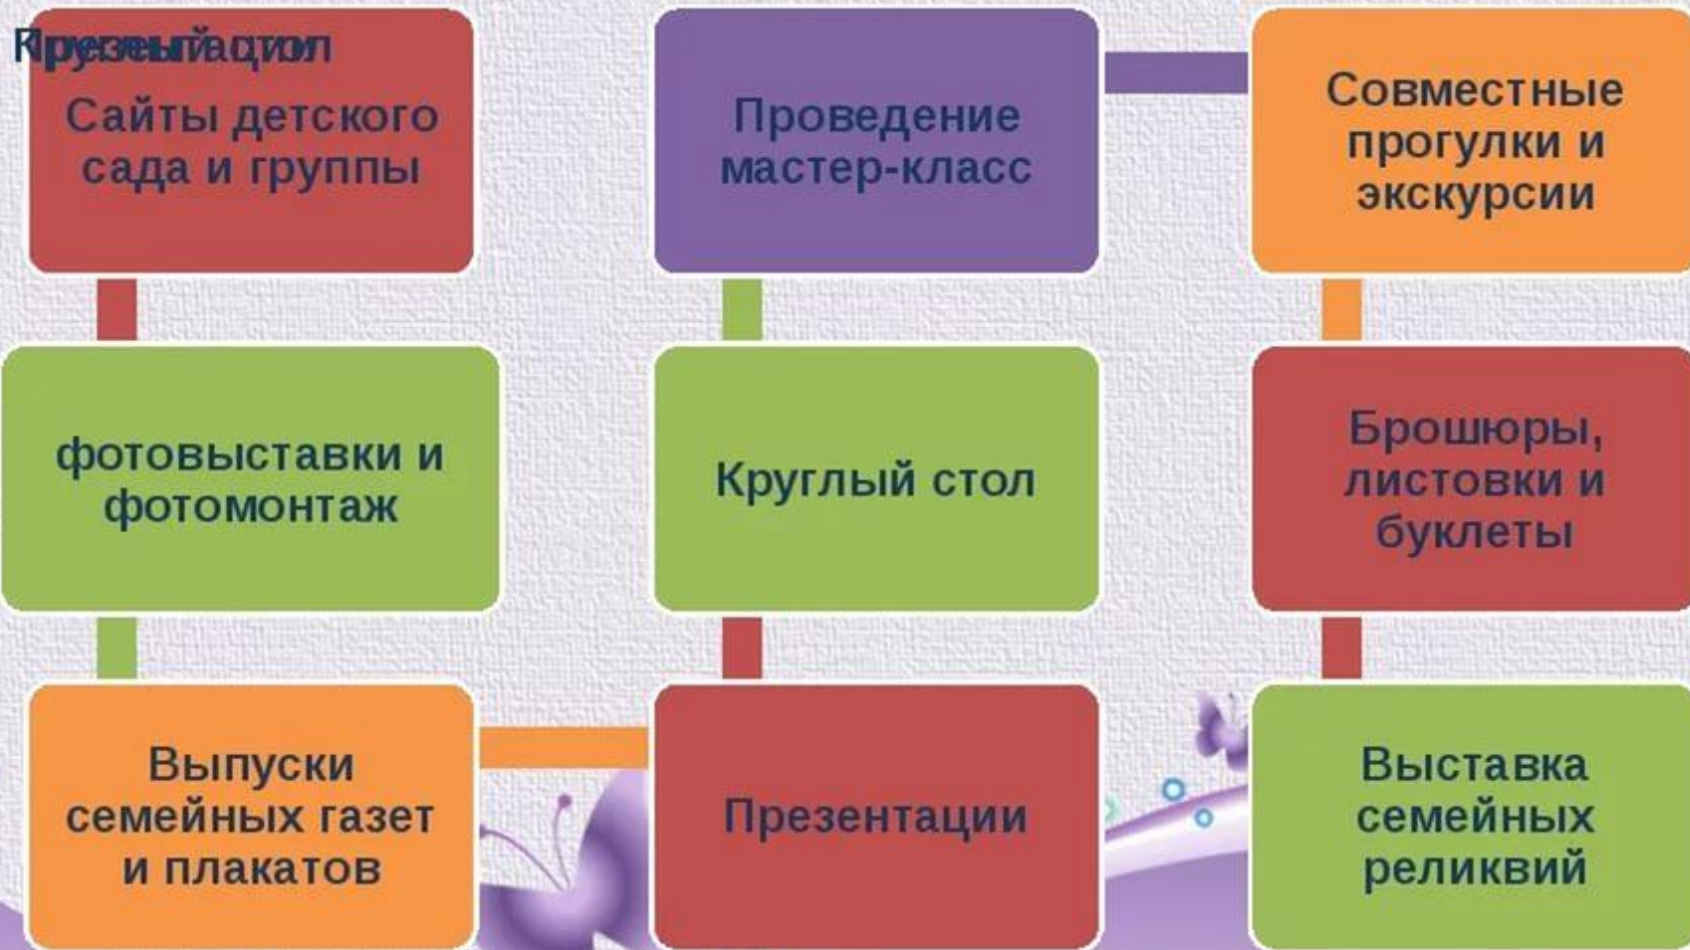 Сайты детского
сада и группы
фотовыставки и
фотомонтаж
Выпуски
семейных газет
и плакатов
Презентации
Круглый стол
Проведение
мастер-класс
Совместные
прогулки и
экскурсии
Брошюры,
листовки и
буклеты
Выставка
семейных
реликвий